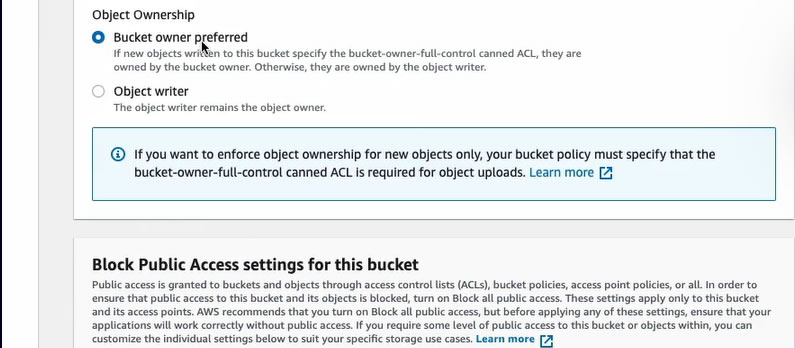 Object Ownership
Bucket owner preferred
If new objects written to this bucket specify the bucket-owner-full-control canned ACL, they are
owned by the bucket owner. Otherwise, they are owned by the object writer.
Object writer
The object writer remains the object owner.
If you want to enforce object ownership for new objects only, your bucket policy must specify that the
bucket-owner-full-control canned ACL is required for object uploads. Learn more
Block Public Access settings for this bucket
Public access is granted to buckets and objects through access control lists (ACLs), bucket policies, access point policies, or all. In order to
ensure that public access to this bucket and its objects is blocked, turn on Block all public access. These settings apply only to this bucket
and its access points. AWS recommends that you turn on Block all public access, but before applying any of these settings, ensure that your
applications will work correctly without public access. If you require some level of public access to this bucket or objects within, you can
customize the individual settings below to suit your specific storage use cases. Learn more